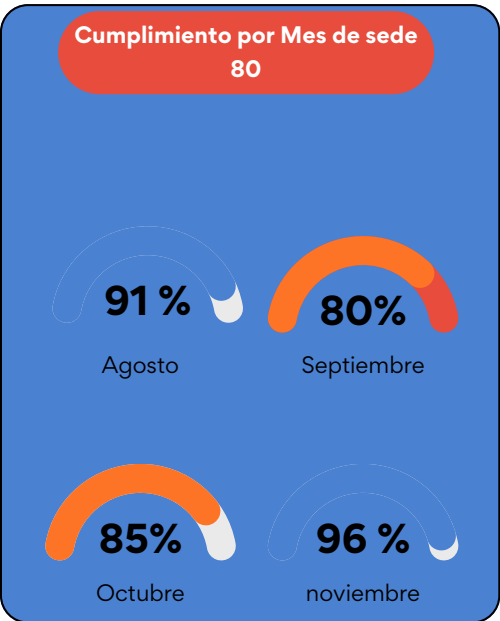 Cumplimiento por Mes de sede
80
91 %
80%
Agosto
Septiembre
85%
96 %
Octubre
noviembre